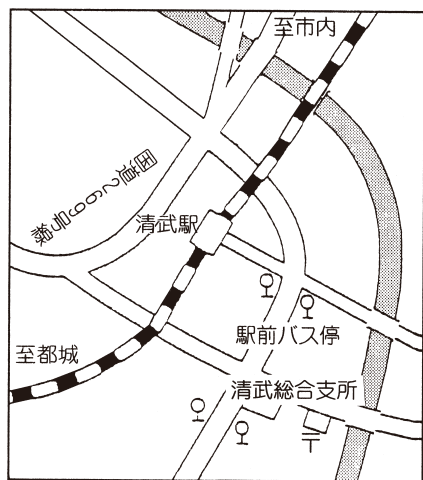 至市内
国道269号線
清武駅
駅前バス停
至都城
清武総合支所
〒